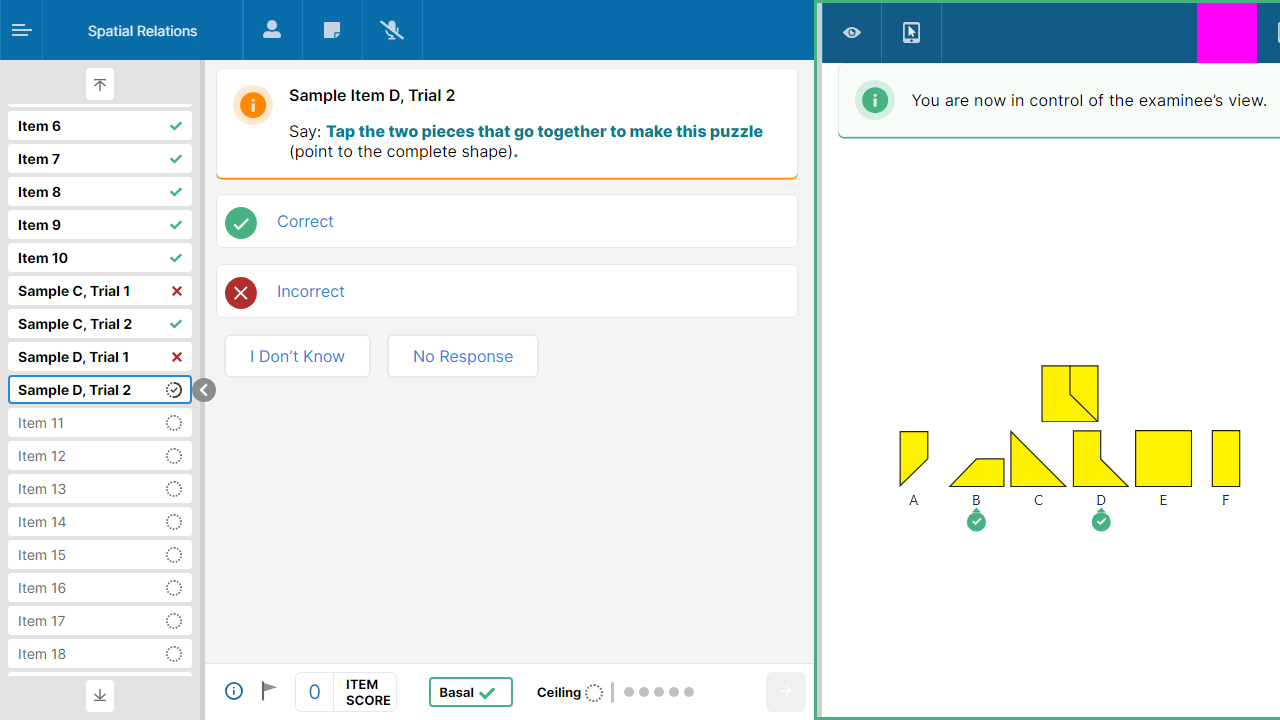 Spatial Relations
Item 6
Item 7
Item 8
Item 9
Item 10
Sample C, Trial 1
Sample C, Trial 2
Sample D, Trial 1
Sample D, Trial 2
Item 11
Item 12
Item 13
Item 14
Item 15
Item 16
Item 17
Item 18
Sample Item D, Trial 2
Say: Tap the two pieces that go together to make this puzzle
(point to the complete shape).
Correct
Incorrect
I Don’t Know
No Response
0
ITEM
SCORE
Basal
Ceiling
You are now in control of the examinee’s view.
A B C D E F